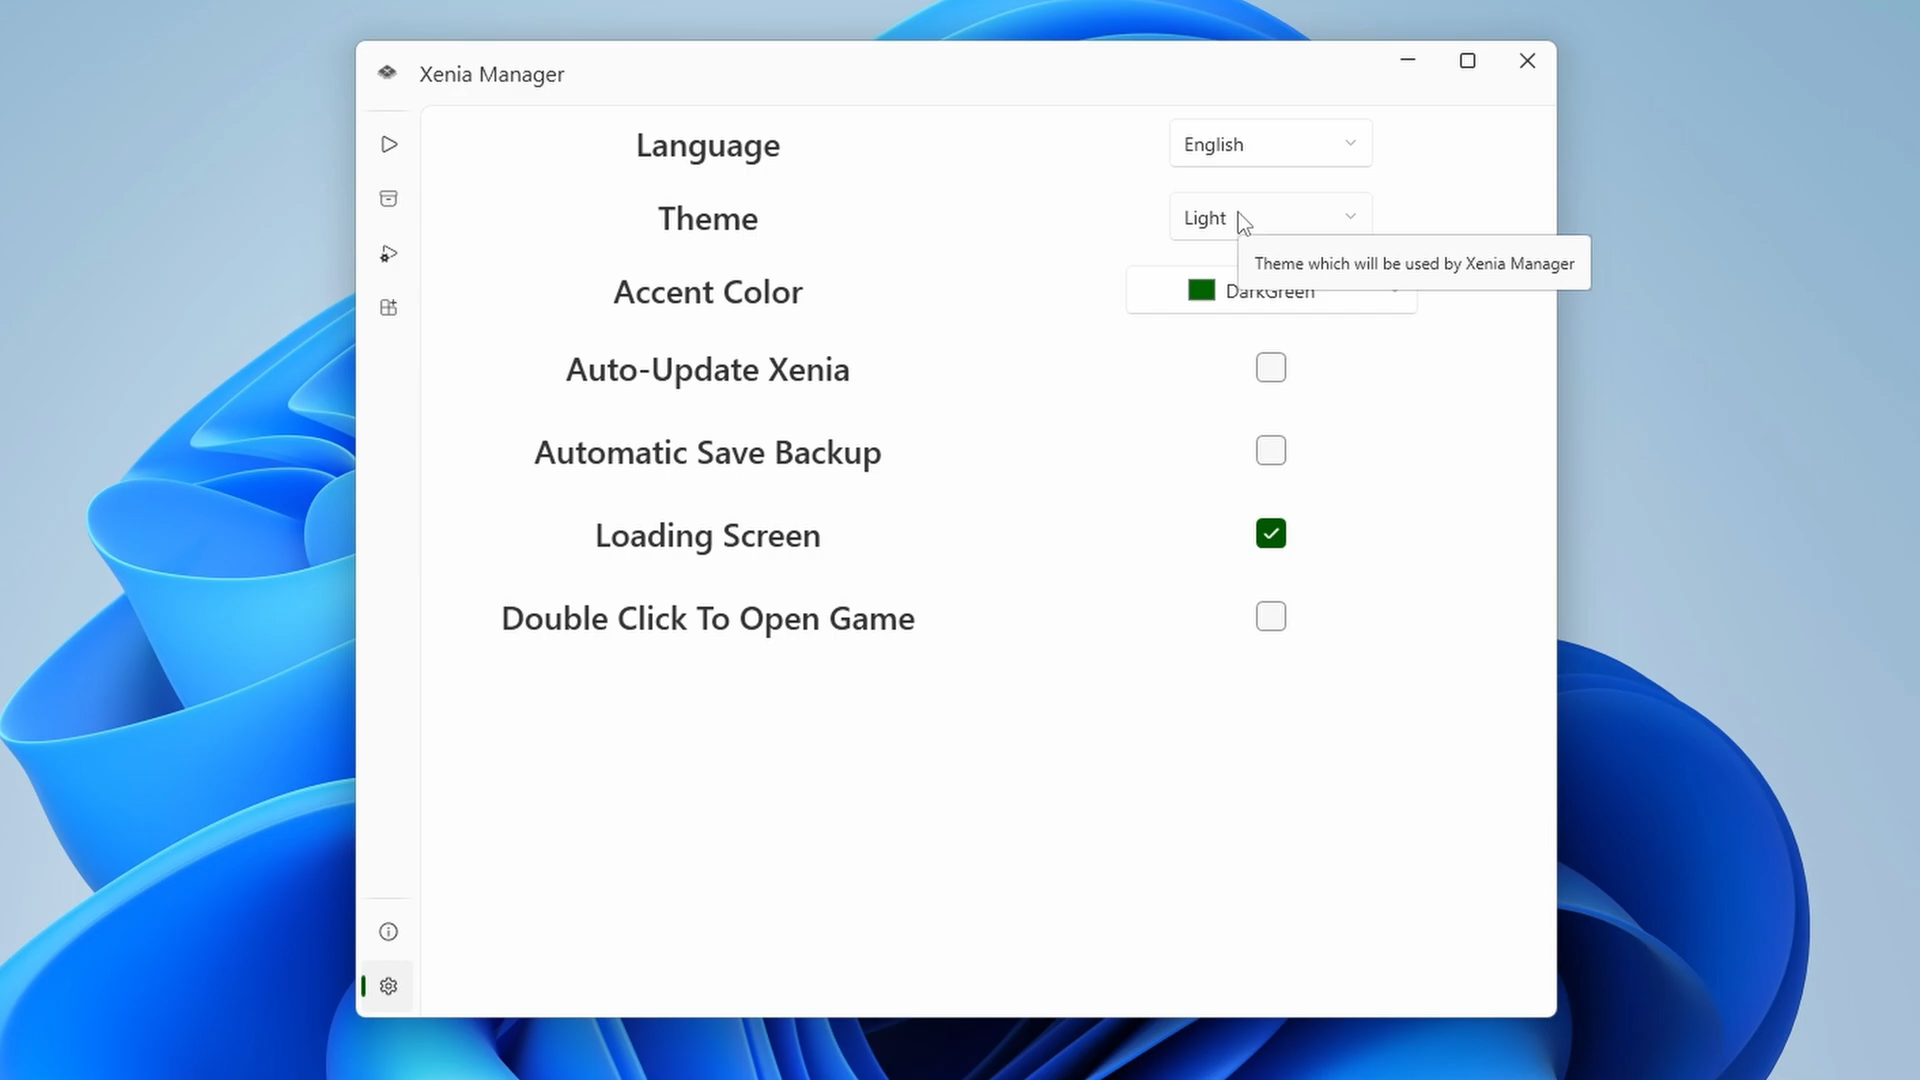 Xenia Manager
Language
English
Theme
Light
Theme which will be used by Xenia Manager
Accent Color
DarkGreen
Auto-Update Xenia
Automatic Save Backup
Loading Screen
Double Click To Open Game